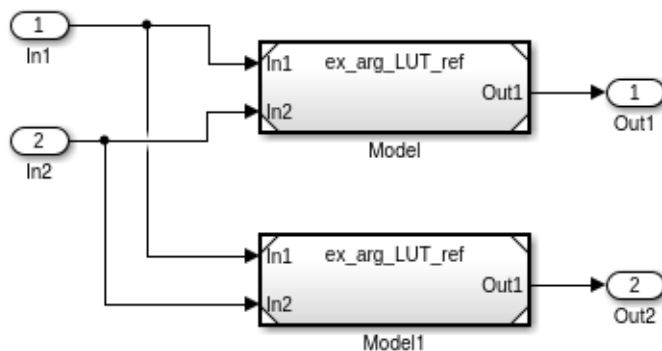 1
In1
2
In2
ex_arg_LUT_ref
In1
In2
Out1
Model
1
Out1
ex_arg_LUT_ref
In1
In2
Out1
Model1
2
Out2